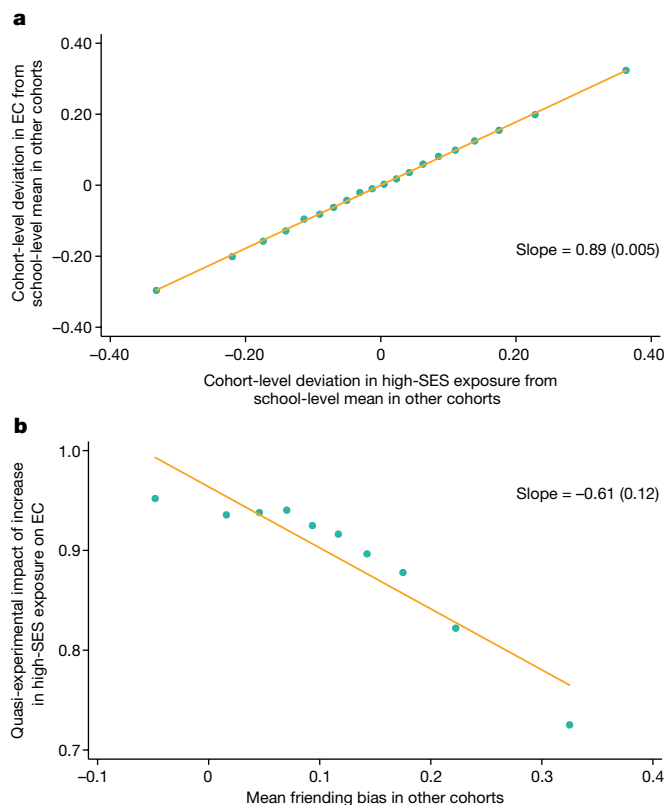 a
0.40
0.20
0
−0.20
−0.40
Cohort-level deviation in EC from
school-level mean in other cohorts
Slope = 0.89 (0.005)
−0.40
−0.20
0
0.20
0.40
Cohort-level deviation in high-SES exposure from
school-level mean in other cohorts
b
1.0
0.9
0.8
0.7
Quasi-experimental impact of increase
in high-SES exposure on EC
Slope = −0.61 (0.12)
−0.1
0
0.1
0.2
0.3
0.4
Mean friending bias in other cohorts